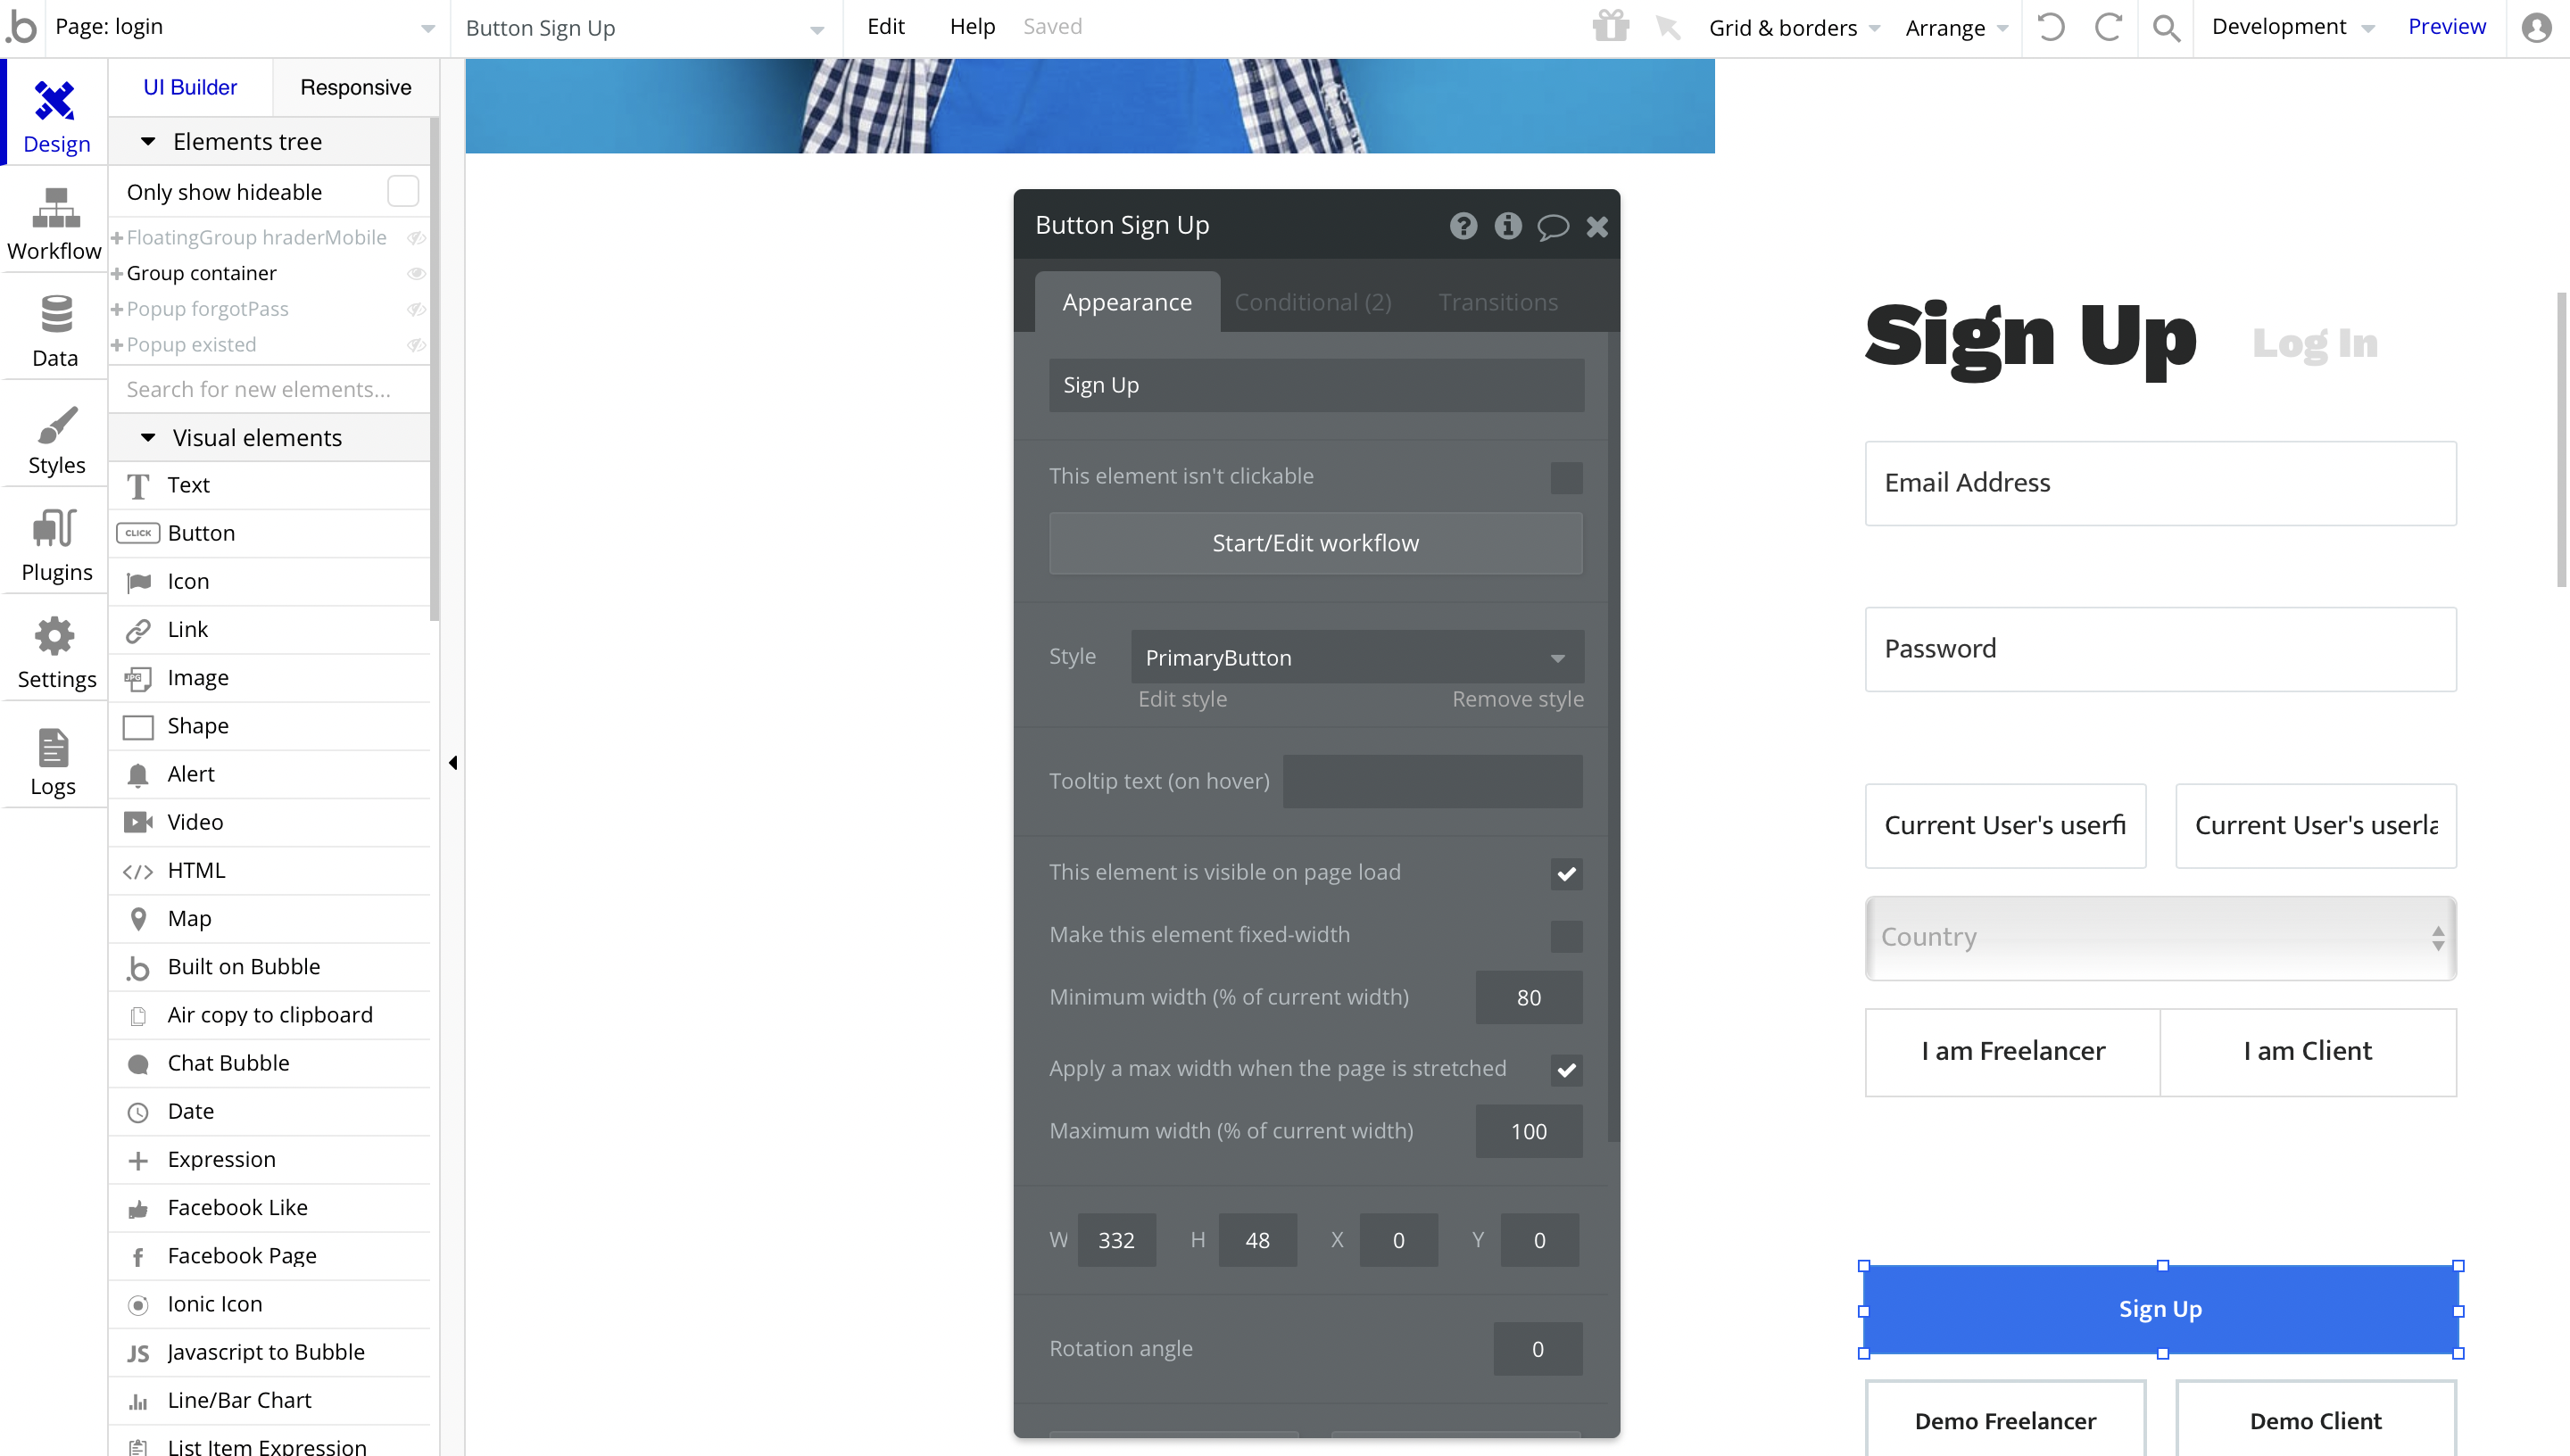 Page: login
Button Sign Up
Edit
Help
Saved
Grid & borders
Arrange
Development
Preview
Design
Workflow
Data
Styles
Plugins
Settings
Logs
UI Builder
Responsive
Elements tree
Only show hideable
FloatingGroup hraderMobile
Group container
Popup forgotPass
Popup existed
Search for new elements...
Visual elements
Text
CLICK Button
Icon
Link
Image
Shape
Alert
Video
HTML
Map
Built on Bubble
Air copy to clipboard
Chat Bubble
Date
Expression
Facebook Like
Facebook Page
Ionic Icon
JS Javascript to Bubble
Line/Bar Chart
List Item Expression
Button Sign Up
Appearance
Conditional (2)
Transitions
Sign Up
This element isn't clickable
Start/Edit workflow
Style
PrimaryButton
Edit style
Remove style
Tooltip text (on hover)
This element is visible on page load
Make this element fixed-width
Minimum width (% of current width) 80
Apply a max width when the page is stretched
Maximum width (% of current width) 100
W 332 H 48 X 0 Y 0
Rotation angle 0
Sign Up
Log In
Email Address
Password
Current User's userfi
Current User's userla
Country
I am Freelancer
I am Client
Sign Up
Demo Freelancer
Demo Client